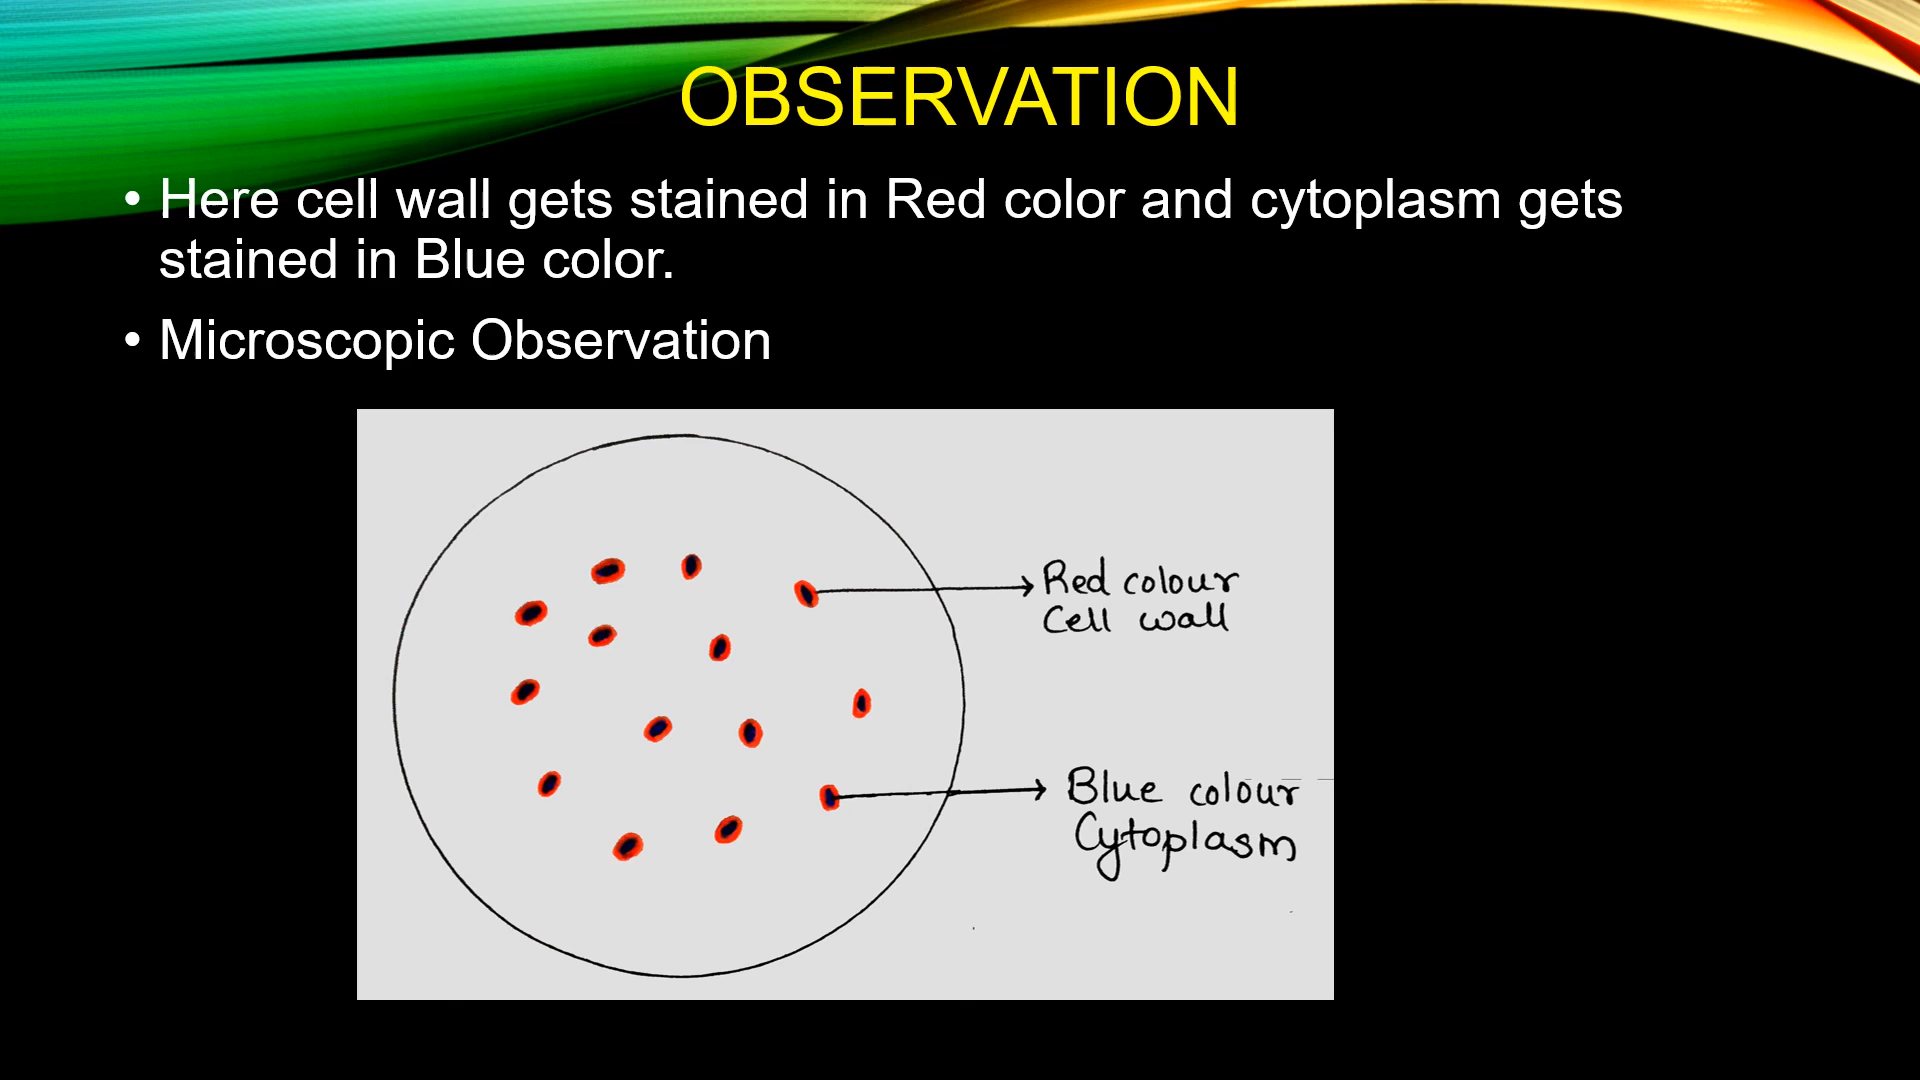 OBSERVATION
• Here cell wall gets stained in Red color and cytoplasm gets
stained in Blue color.
• Microscopic Observation
Red colour
Cell wall
Blue colour
Cytoplasm